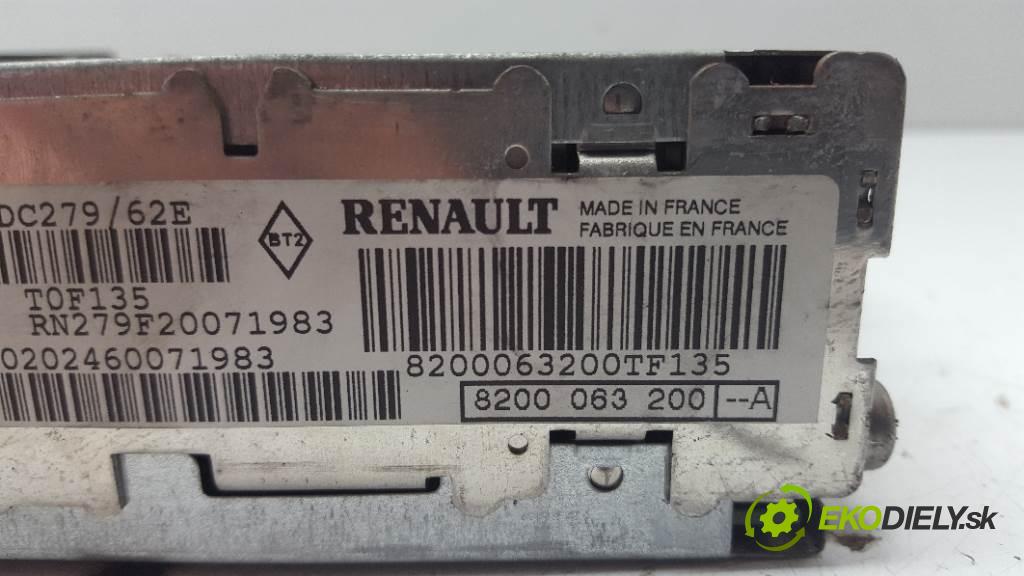 DC279/62E
BT2
RENAULT
MADE IN FRANCE
FABRIQUE EN FRANCE
T0F135
RN279F20071983
0202460071983
8200063200TF135
8200 063 200 --A
EKODIELY.sk